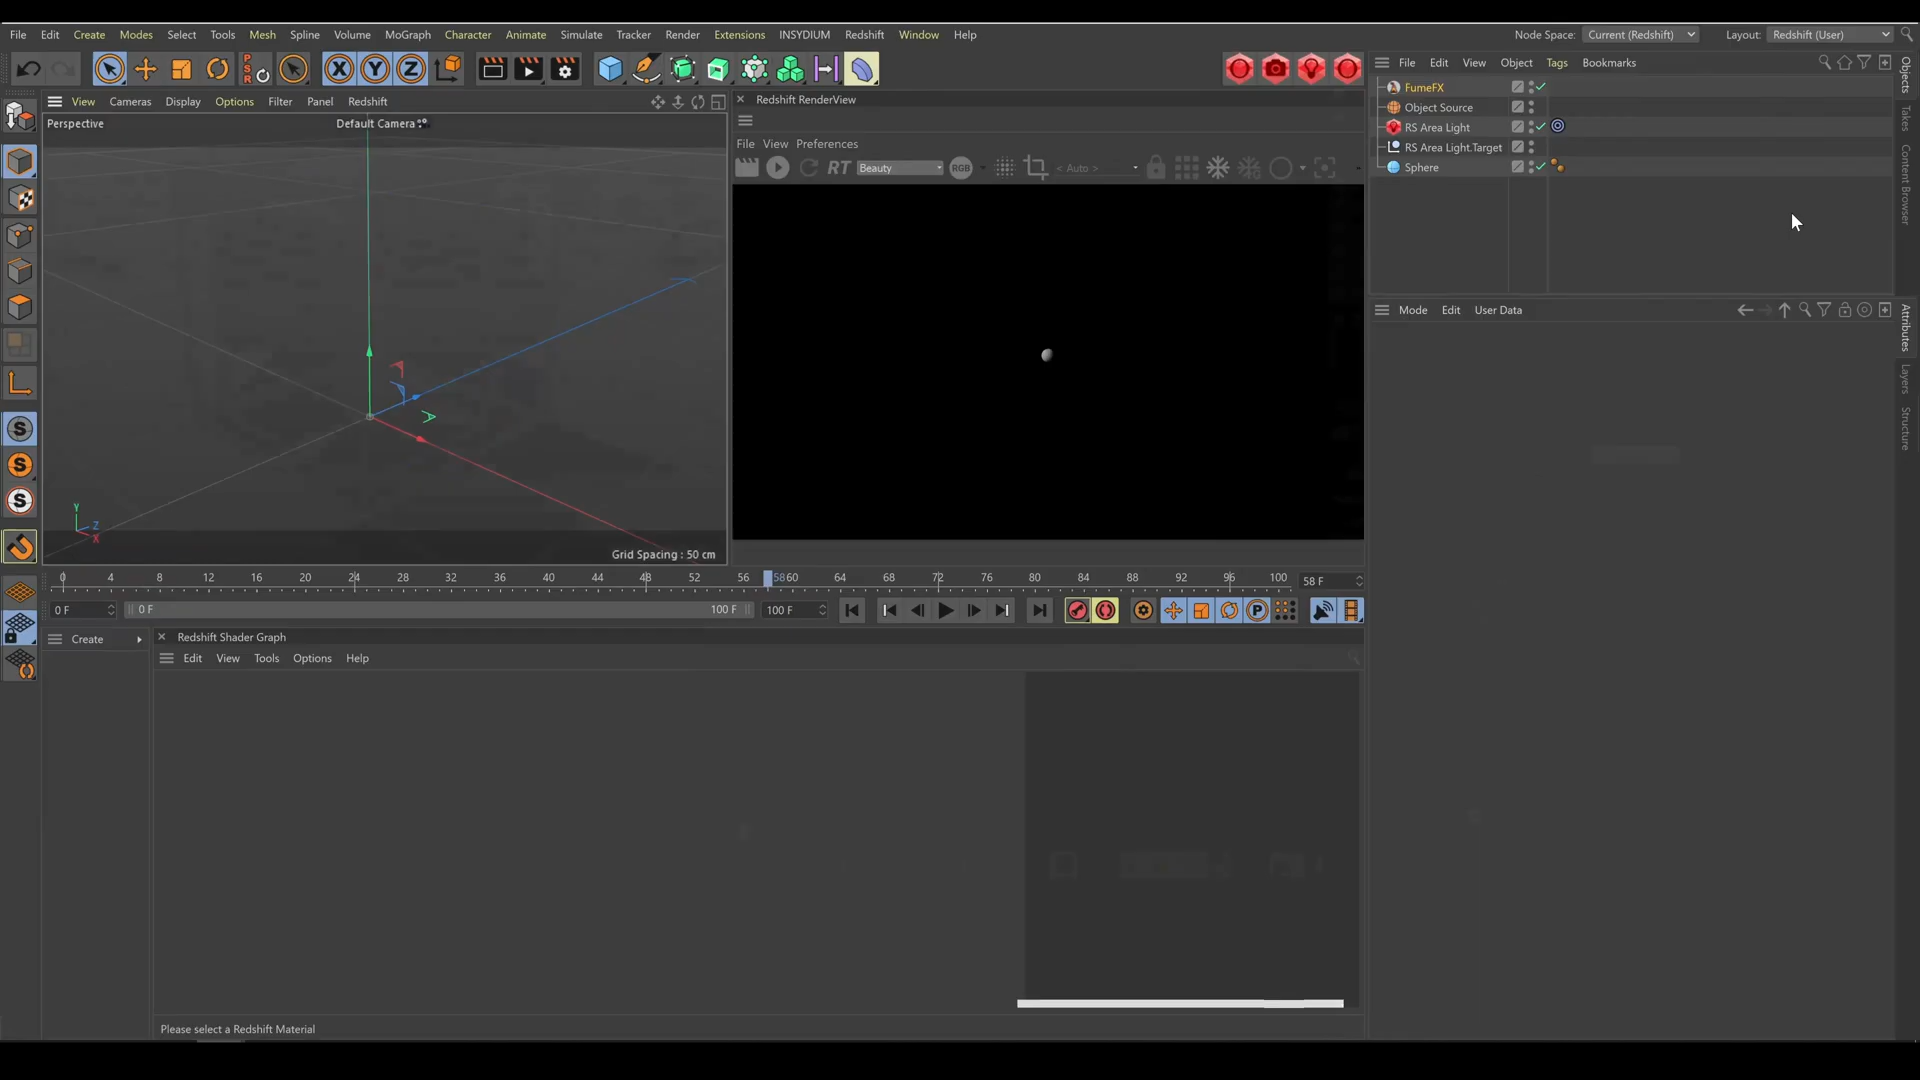 File Edit Create Modes Select Tools Mesh Spline Volume MoGraph Character Animate Simulate Tracker Render Extensions INSYDIUM Redshift Window Help Node Space: Current (Redshift) Layout: Redshift (User)
P S R
X Y Z
File Edit View Object Tags Bookmarks
View Cameras Display Options Filter Panel Redshift
Redshift RenderView
Perspective
Default Camera
File View Preferences
RT Beauty RGB < Auto >
FumeFX
Object Source
RS Area Light
RS Area Light.Target
Sphere
Objects
Takes
Content Browser
Mode Edit User Data
Attributes
Layers
Structure
S
S
S
Y
Z
X
Grid Spacing : 50 cm
0 4 8 12 16 20 24 28 32 36 40 44 48 52 56 58 60 64 68 72 76 80 84 88 92 96 100 58 F
0 F 0 F 100 F 100 F
P
Create
Redshift Shader Graph
Edit View Tools Options Help
Please select a Redshift Material